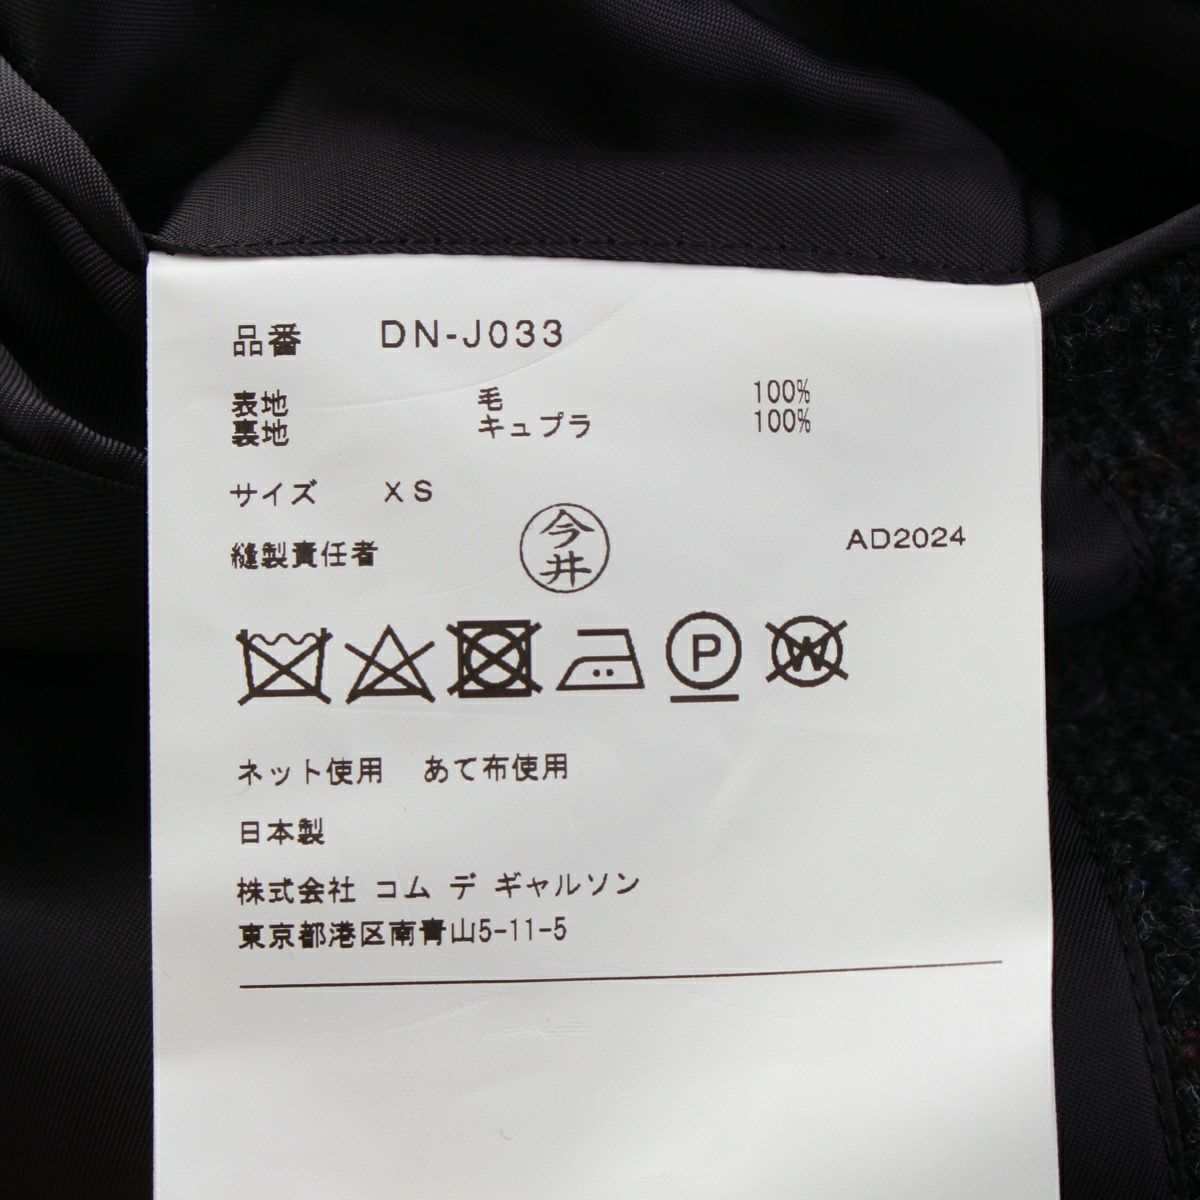 品番 DN-J033
表地 毛 100%
裏地 キュプラ 100%
サイズ XS
縫製責任者 今井 AD2024
P W
ネット使用 あて布使用
日本製
株式会社 コム デ ギャルソン
東京都港区南青山5-11-5